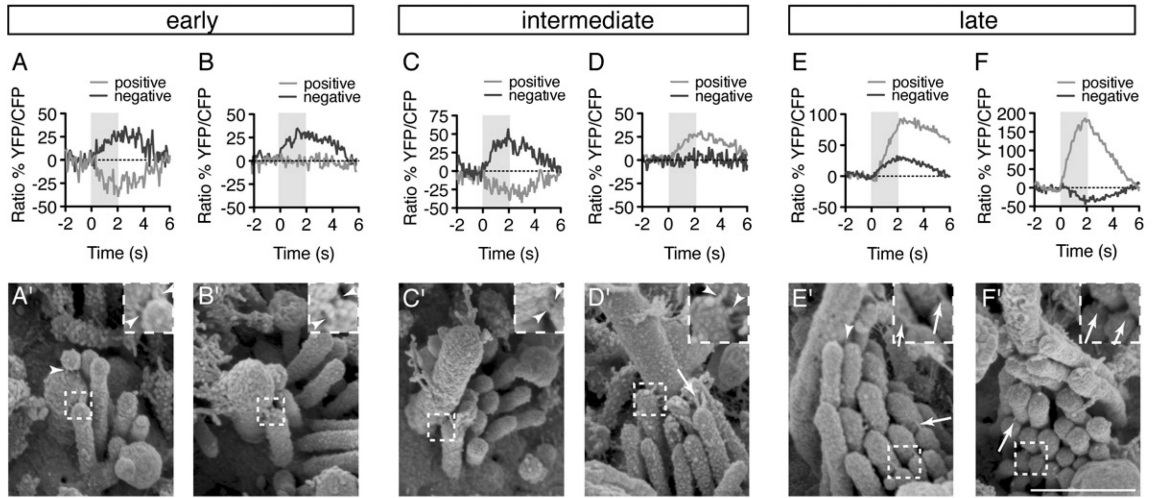 early
intermediate
late
A
positive
negative
Ratio % YFP/CFP
50
25
0
-25
-50
-2 0 2 4 6
Time (s)
B
positive
negative
Ratio % YFP/CFP
50
25
0
-25
-50
-2 0 2 4 6
Time (s)
C
positive
negative
Ratio % YFP/CFP
75
50
25
0
-25
-50
-2 0 2 4 6
Time (s)
D
positive
negative
Ratio % YFP/CFP
50
25
0
-25
-50
-2 0 2 4 6
Time (s)
E
positive
negative
Ratio % YFP/CFP
100
50
0
-50
-2 0 2 4 6
Time (s)
F
positive
negative
Ratio % YFP/CFP
200
150
100
50
0
-50
-2 0 2 4 6
Time (s)
A'
B'
C'
D'
E'
F'